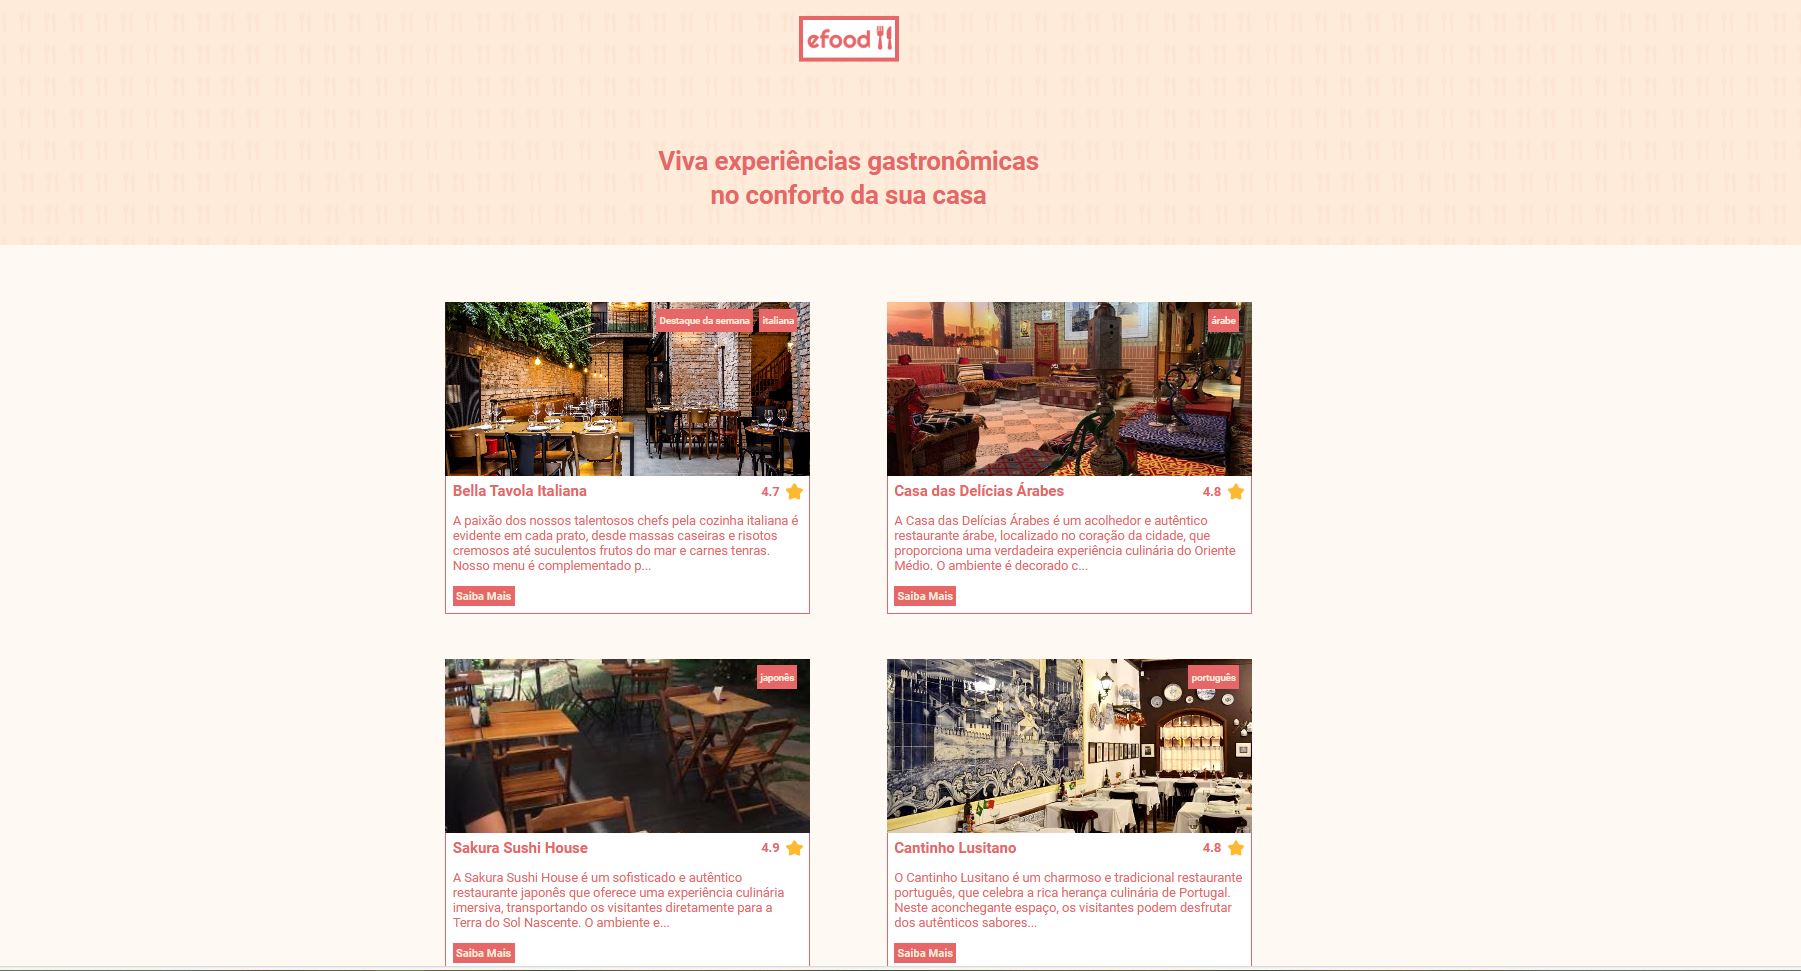 efood
Viva experiências gastronômicas
no conforto da sua casa
Destaque da semana
italiana
Bella Tavola Italiana
4.7
A paixão dos nossos talentosos chefs pela cozinha italiana é
evidente em cada prato, desde massas caseiras e risotos
cremosos até suculentos frutos do mar e carnes tenras.
Nosso menu é complementado p...
Saiba Mais
árabe
Casa das Delícias Árabes
4.8
A Casa das Delícias Árabes é um acolhedor e autêntico
restaurante árabe, localizado no coração da cidade, que
proporciona uma verdadeira experiência culinária do Oriente
Médio. O ambiente é decorado c...
Saiba Mais
japonês
Sakura Sushi House
4.9
A Sakura Sushi House é um sofisticado e autêntico
restaurante japonês que oferece uma experiência culinária
imersiva, transportando os visitantes diretamente para a
Terra do Sol Nascente. O ambiente e...
Saiba Mais
português
Cantinho Lusitano
4.8
O Cantinho Lusitano é um charmoso e tradicional restaurante
português, que celebra a rica herança culinária de Portugal.
Neste aconchegante espaço, os visitantes podem desfrutar
dos autênticos sabores...
Saiba Mais